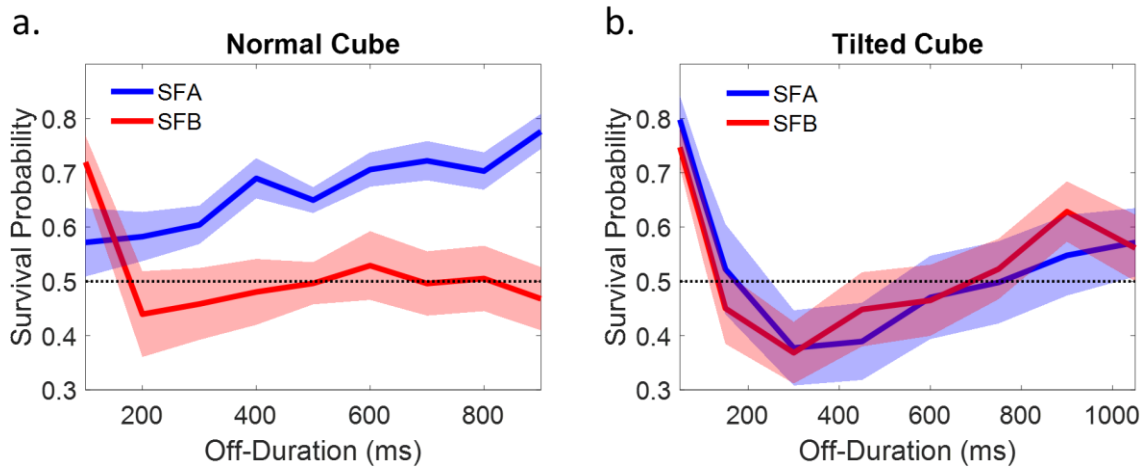 a.
Normal Cube
SFA
SFB
Survival Probability
0.8
0.7
0.6
0.5
0.4
0.3
200 400 600 800
Off-Duration (ms)
b.
Tilted Cube
SFA
SFB
Survival Probability
0.8
0.7
0.6
0.5
0.4
0.3
200 400 600 800 1000
Off-Duration (ms)